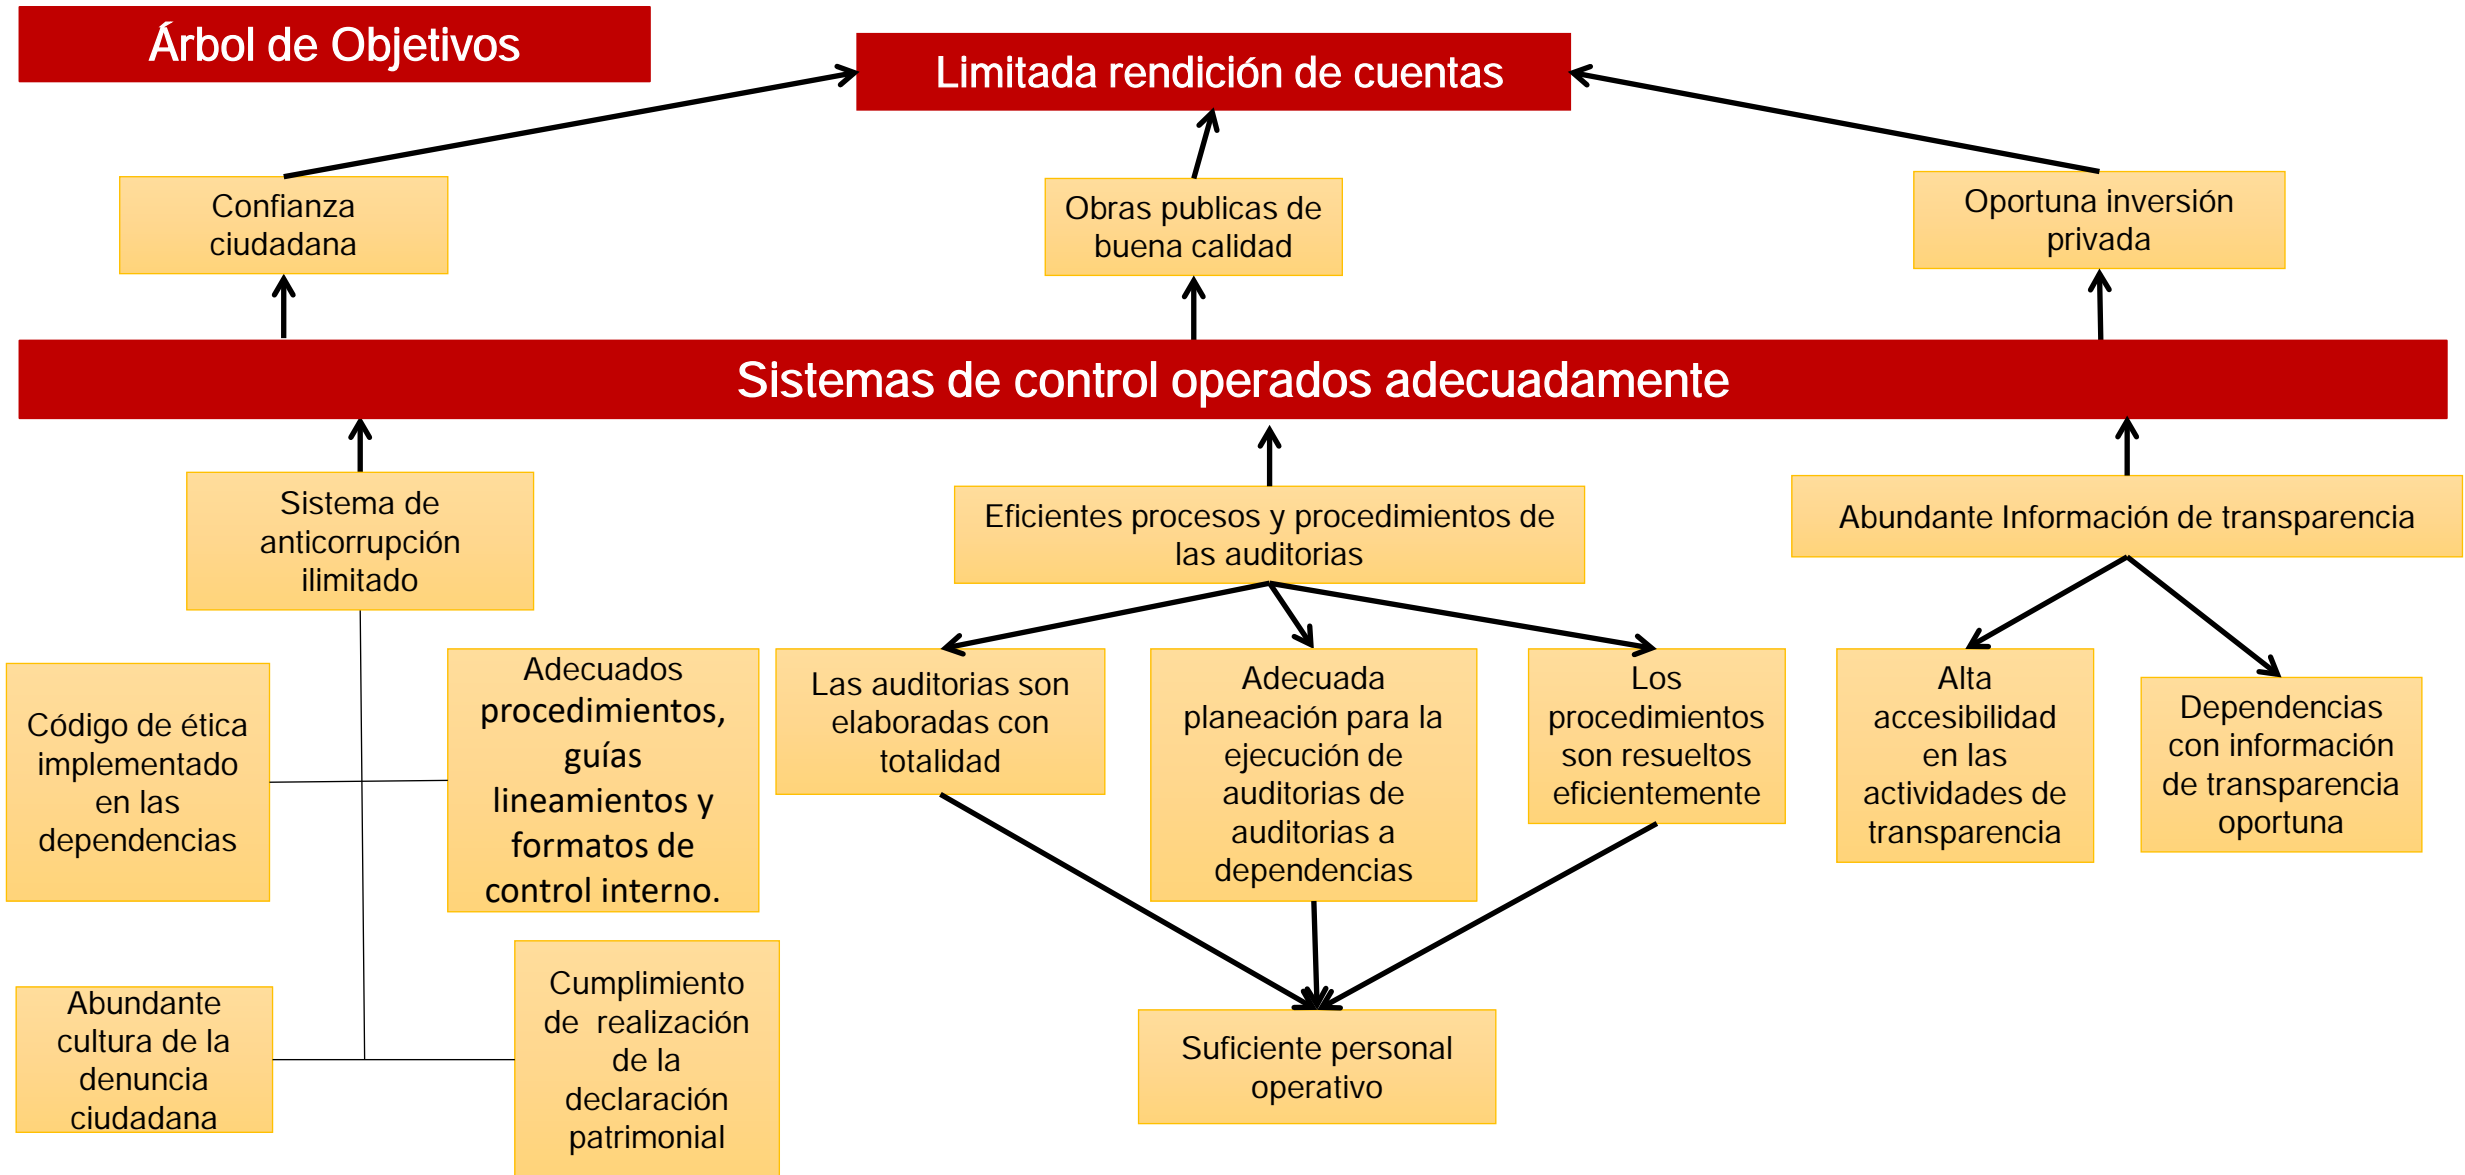 Árbol de Objetivos
Limitada rendición de cuentas
Confianza
ciudadana
Obras publicas de
buena calidad
Oportuna inversión
privada
Sistemas de control operados adecuadamente
Sistema de
anticorrupción
ilimitado
Eficientes procesos y procedimientos de
las auditorias
Abundante Información de transparencia
Código de ética
implementado
en las
dependencias
Adecuados
procedimientos,
guías
lineamientos y
formatos de
control interno.
Las auditorias son
elaboradas con
totalidad
Adecuada
planeación para la
ejecución de
auditorias de
auditorias a
dependencias
Los
procedimientos
son resueltos
eficientemente
Alta
accesibilidad
en las
actividades de
transparencia
Dependencias
con información
de transparencia
oportuna
Abundante
cultura de la
denuncia
ciudadana
Cumplimiento
de  realización
de la
declaración
patrimonial
Suficiente personal
operativo